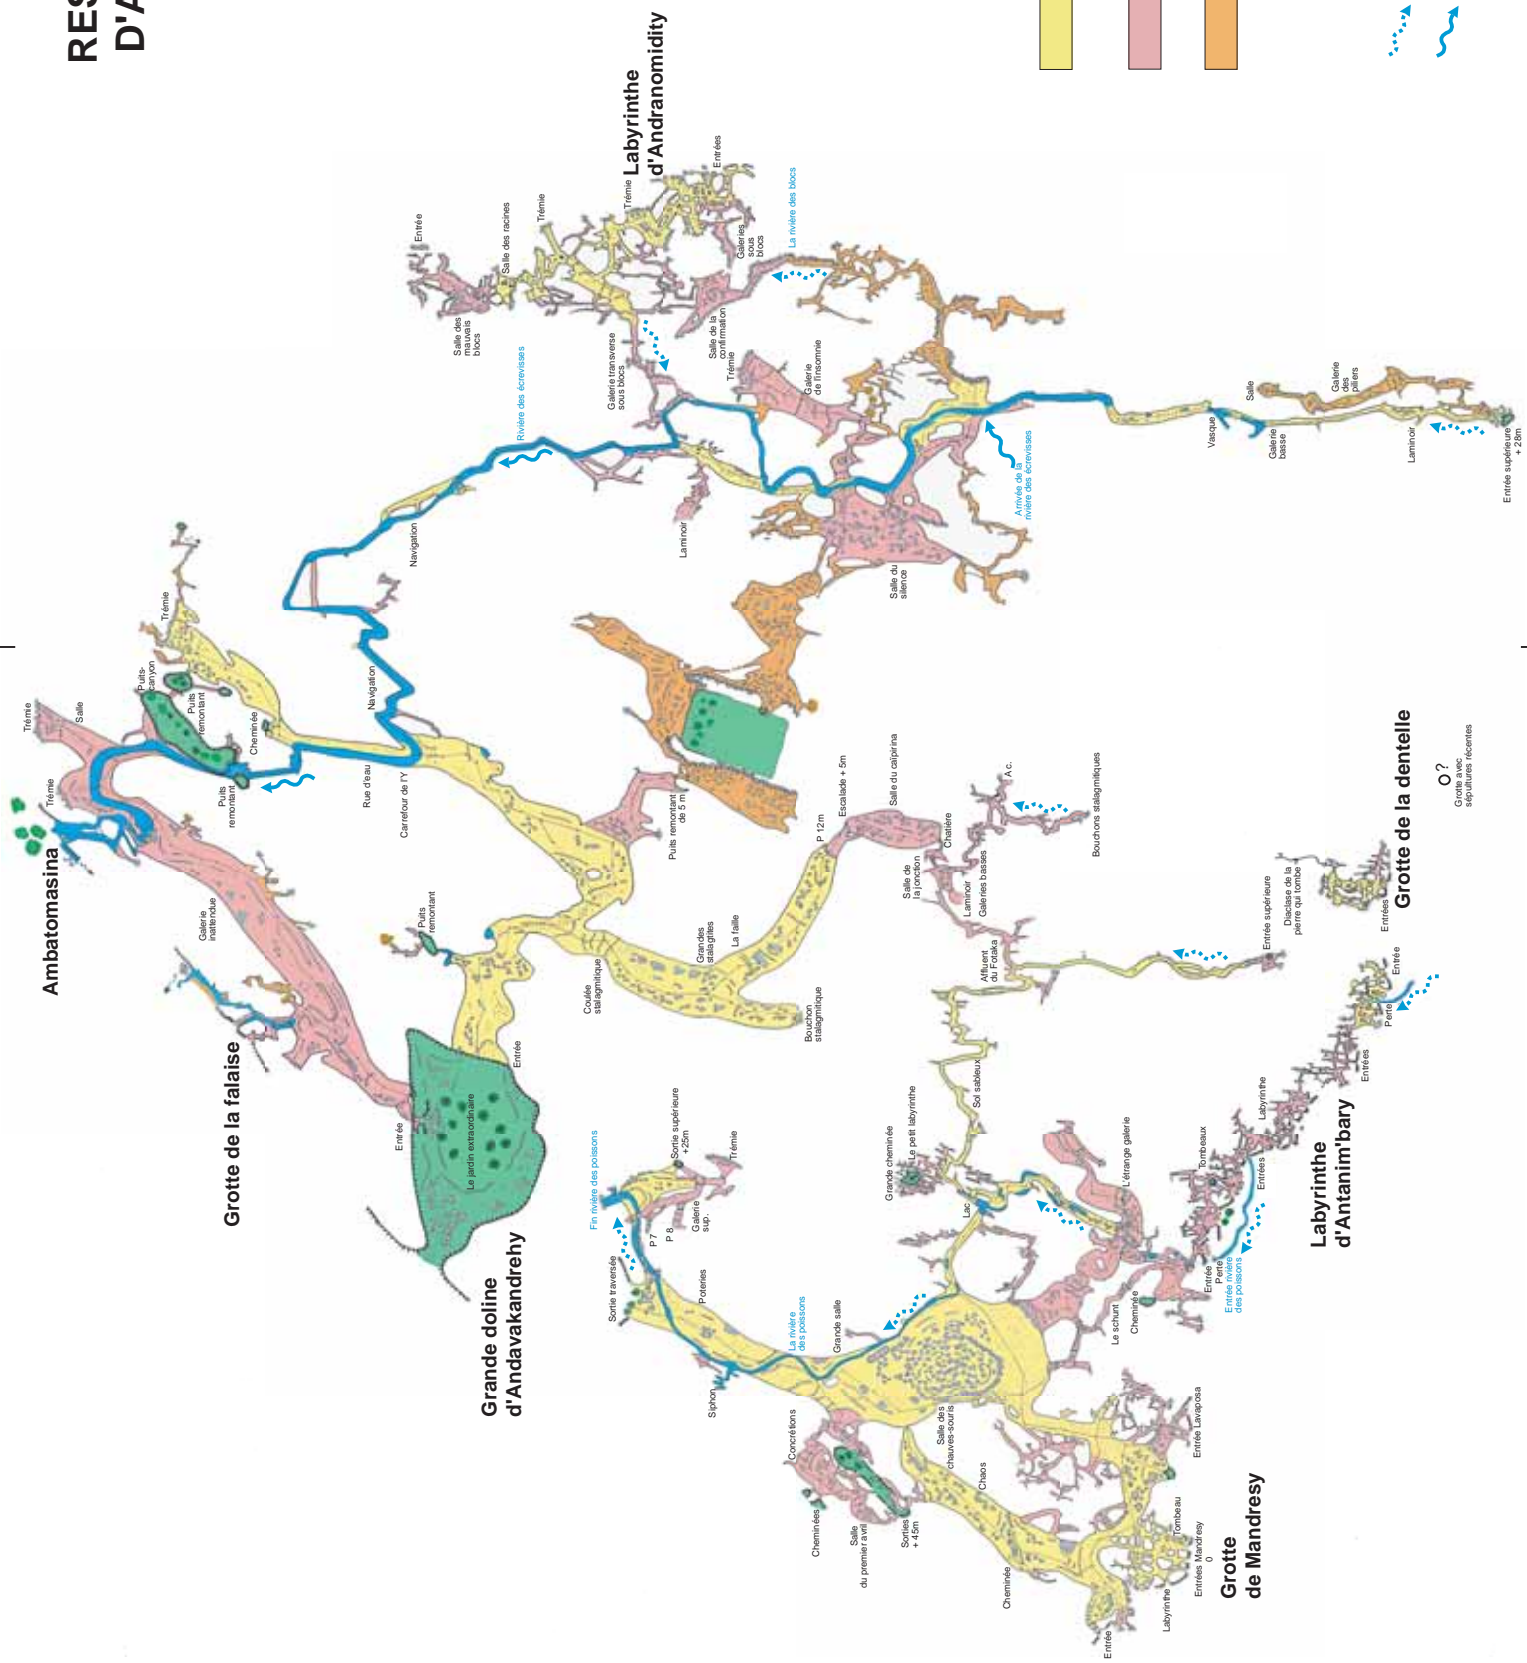 RES
D'A
Labyrinthe
d'Andranomidity
Entrée
Salle des racines
Trémie
Trémie
Entrées
Salle des
mauvais
blocs
Galeries
sous
blocs
La rivière des blocs
Rivière des écrevisses
Galerie transverse
sous blocs
Salle de la
confirmation
Trémie
Galerie
de l'insomnie
Salle
Galerie
des
piliers
Navigation
Laminoir
Salle du
silence
Arrivée de la
rivière des écrevisses
Vasque
Galerie
basse
Laminoir
Entrée supérieure
+ 28m
Trémie
Salle
Trémie
Puits-
canyon
Puits
remontant
Trémie
Cheminée
Puits
remontant
Navigation
Rue d'eau
Carrefour de l'Y
Ambatomasina
Galerie
inattendue
Puits
remontant
Puits remontant
de 5 m
Grotte de la falaise
Coulée
stalagmitique
Grandes
stalagtites
La faille
P 12m
Escalade + 5m
Salle du caïpirina
Chatière
A c.
Bouchons stalagmitiques
Salle de
la jonction
Laminoir
Galeries basses
Bouchon
stalagmitique
Affluent
du Fotaka
Entrée supérieure
Diaclase de la
pierre qui tombe
Entrées
Grotte de la dentelle
O?
Grotte avec
sépultures récentes
Entrée
Entrée
Le jardin extraordinaire
Grande doline
d'Andavakandrehy
Fin rivière des poissons
Sortie supérieure
+25m
Trémie
Galerie
sup.
P 7
P 8
Sortie traversée
Poteries
La rivière
des poissons
Grande salle
Siphon
Grande cheminée
Le petit labyrinthe
Sol sableux
Lac
L'étrange galerie
Le schunt
Cheminée
Entrée
Perte
Entrée rivière
des poissons
Tombeaux
Entrées
Labyrinthe
Entrées
Perte
Entrée
Labyrinthe
d'Antanim'bary
Concrétions
Salle des
chauves-souris
Chaos
Cheminées
Salle
du premier avril
Sorties
+ 45m
Cheminée
Entrée Lavaposa
Tombeau
Entrées Mandresy
0
Labyrinthe
Entrée
Grotte
de Mandresy